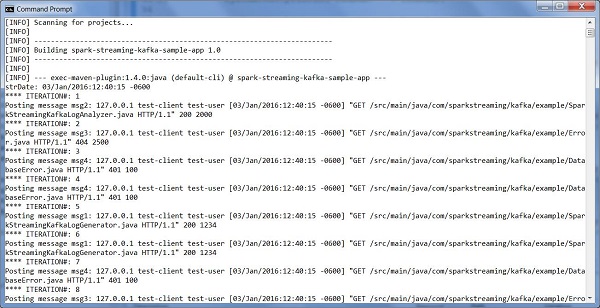 Command Prompt
[INFO] Scanning for projects...
[INFO]
[INFO] ------------------------------------------------------------------------
[INFO] Building spark-streaming-kafka-sample-app 1.0
[INFO] ------------------------------------------------------------------------
[INFO]
[INFO] --- exec-maven-plugin:1.4.0:java (default-cli) @ spark-streaming-kafka-sample-app ---
strDate: 03/Jan/2016:12:40:15 -0600
**** ITERATION#: 1
Posting message msg2: 127.0.0.1 test-client test-user [03/Jan/2016:12:40:15 -0600] "GET /src/main/java/com/sparkstreaming/kafka/example/Spar
kStreamingKafkaLogAnalyzer.java HTTP/1.1" 200 2000
**** ITERATION#: 2
Posting message msg3: 127.0.0.1 test-client test-user [03/Jan/2016:12:40:15 -0600] "GET /src/main/java/com/sparkstreaming/kafka/example/Erro
r.java HTTP/1.1" 404 2500
**** ITERATION#: 3
Posting message msg4: 127.0.0.1 test-client test-user [03/Jan/2016:12:40:15 -0600] "GET /src/main/java/com/sparkstreaming/kafka/example/Data
baseError.java HTTP/1.1" 401 100
**** ITERATION#: 4
Posting message msg4: 127.0.0.1 test-client test-user [03/Jan/2016:12:40:15 -0600] "GET /src/main/java/com/sparkstreaming/kafka/example/Data
baseError.java HTTP/1.1" 401 100
**** ITERATION#: 5
Posting message msg1: 127.0.0.1 test-client test-user [03/Jan/2016:12:40:15 -0600] "GET /src/main/java/com/sparkstreaming/kafka/example/Spar
kStreamingKafkaLogGenerator.java HTTP/1.1" 200 1234
**** ITERATION#: 6
Posting message msg1: 127.0.0.1 test-client test-user [03/Jan/2016:12:40:15 -0600] "GET /src/main/java/com/sparkstreaming/kafka/example/Spar
kStreamingKafkaLogGenerator.java HTTP/1.1" 200 1234
**** ITERATION#: 7
Posting message msg4: 127.0.0.1 test-client test-user [03/Jan/2016:12:40:15 -0600] "GET /src/main/java/com/sparkstreaming/kafka/example/Data
baseError.java HTTP/1.1" 401 100
**** ITERATION#: 8
Posting message msg3: 127.0.0.1 test-client test-user [03/Jan/2016:12:40:15 -0600] "GET /src/main/java/com/sparkstreaming/kafka/example/Erro